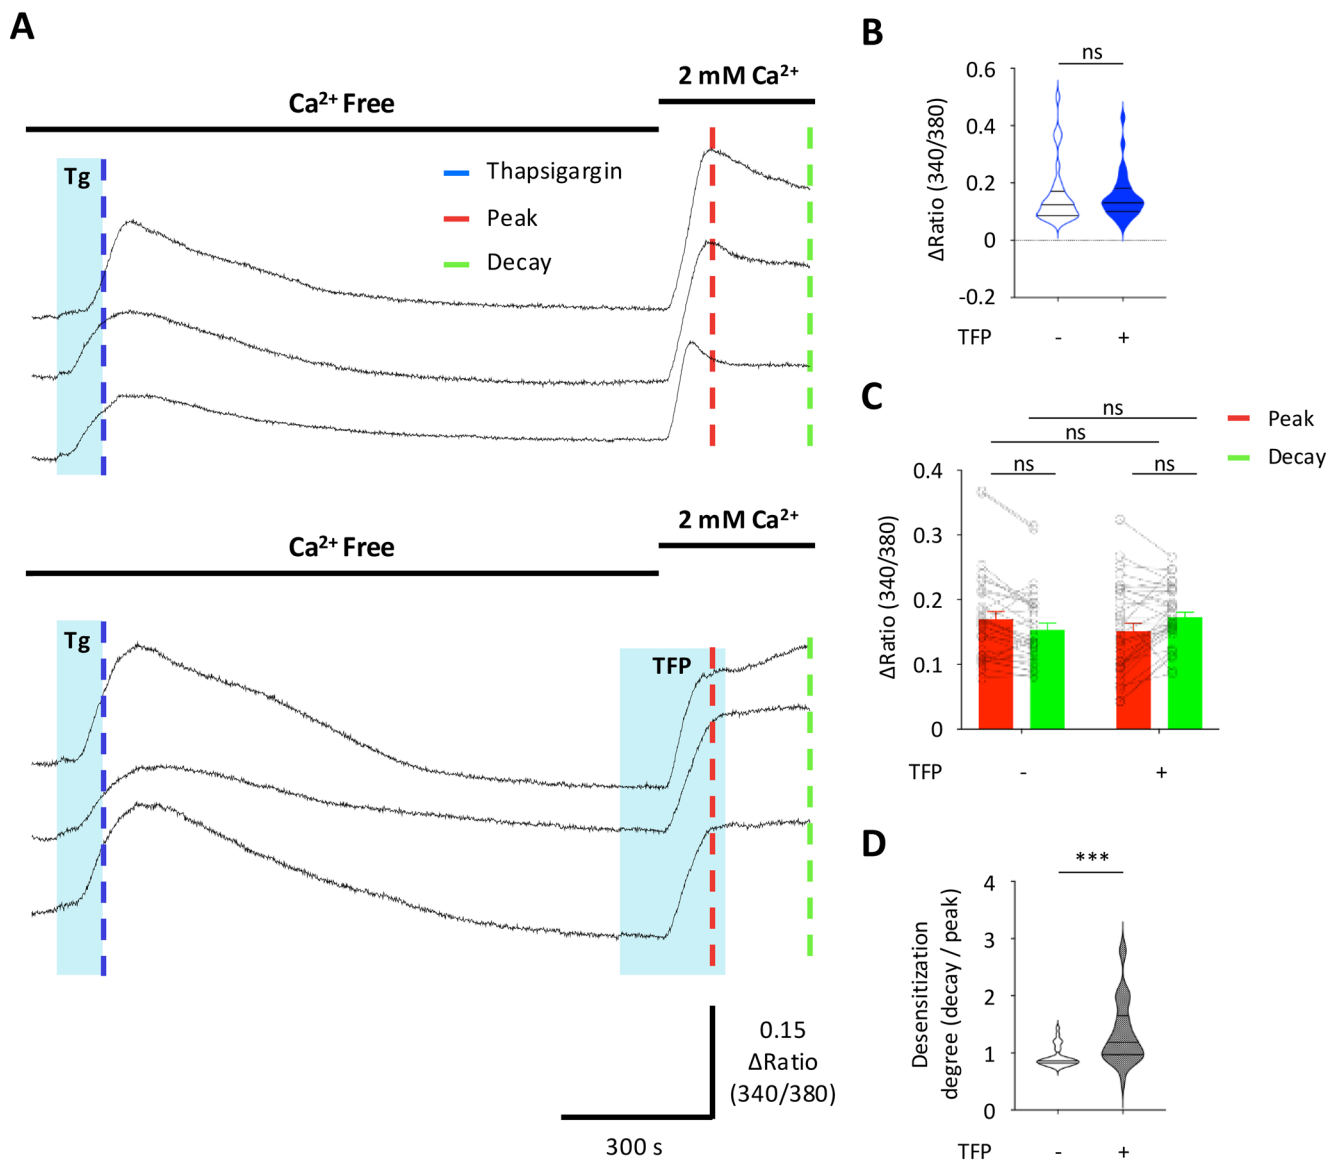 A
Ca²⁺ Free
2 mM Ca²⁺
Tg
Thapsigargin
Peak
Decay
Ca²⁺ Free
2 mM Ca²⁺
Tg
TFP
0.15
ΔRatio
(340/380)
300 s
B
ns
ΔRatio (340/380)
0.6
0.4
0.2
0
-0.2
TFP - +
C
ns
ns
ns ns
Peak
Decay
ΔRatio (340/380)
0.4
0.3
0.2
0.1
0
TFP - +
D
***
Desensitization
degree (decay / peak)
4
3
2
1
0
TFP - +